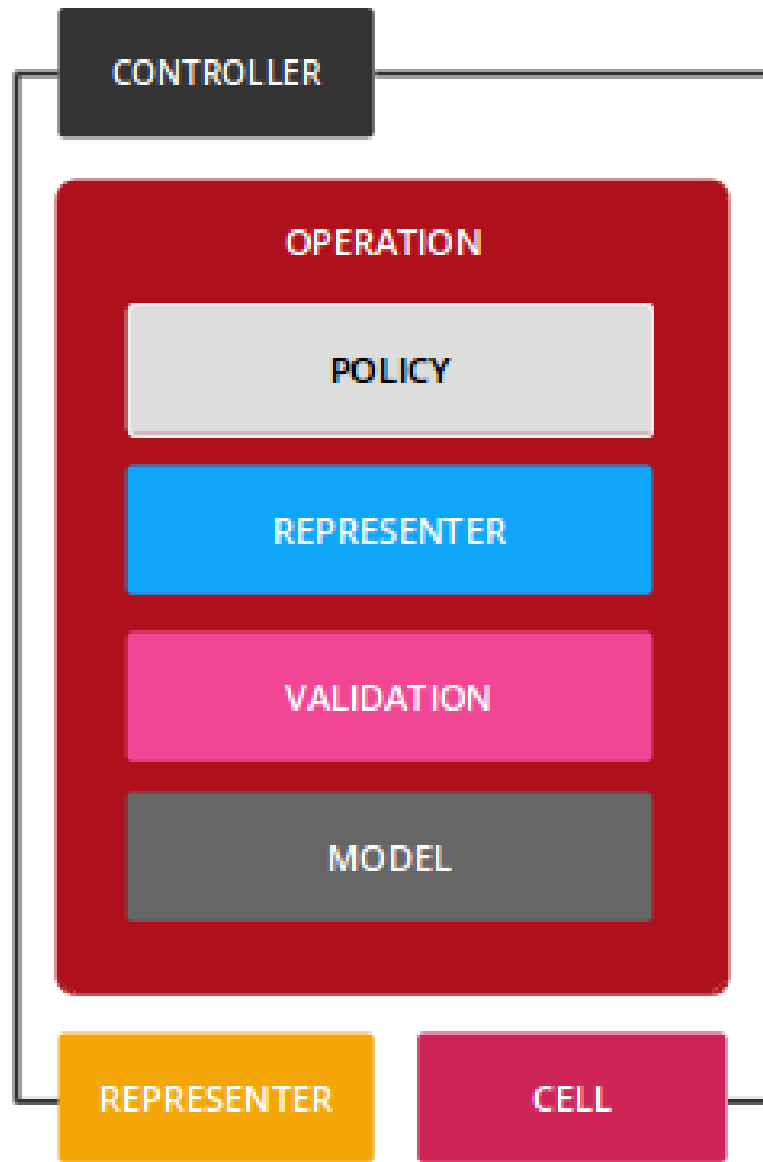 CONTROLLER
OPERATION
POLICY
REPRESENTER
VALIDATION
MODEL
REPRESENTER
CELL